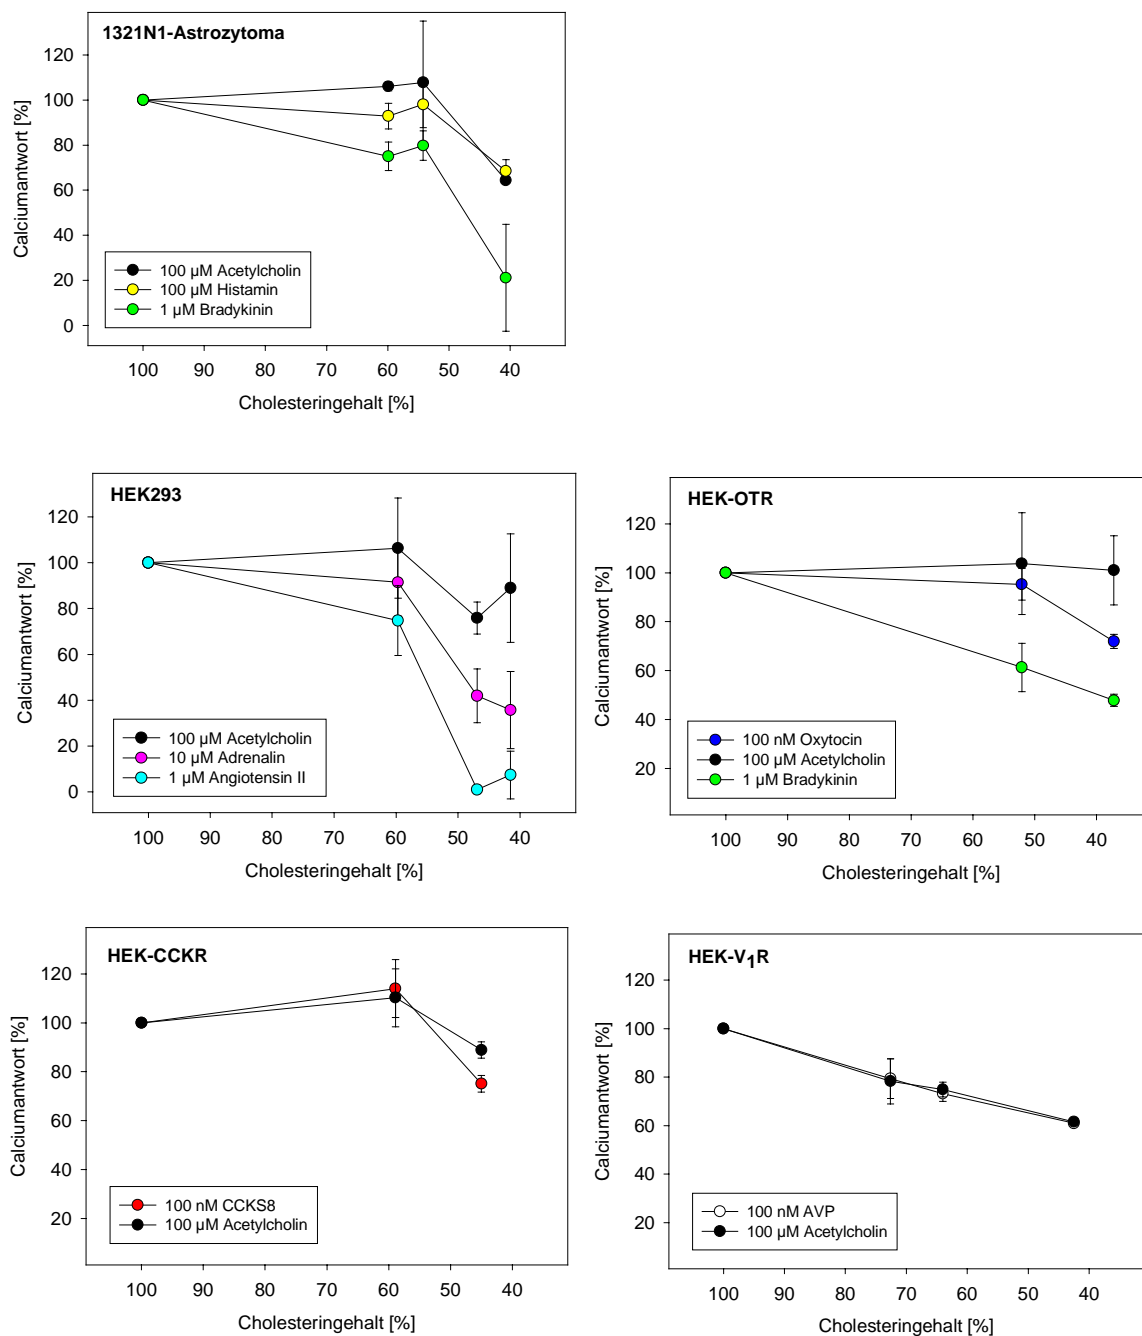 1321N1-Astrozytoma
Calciumantwort [%]
120
100
80
60
40
20
0
100 µM Acetylcholin
100 µM Histamin
1 µM Bradykinin
100 90 80 70 60 50 40
Cholesteringehalt [%]
HEK293
Calciumantwort [%]
120
100
80
60
40
20
0
100 µM Acetylcholin
10 µM Adrenalin
1 µM Angiotensin II
100 90 80 70 60 50 40
Cholesteringehalt [%]
HEK-OTR
Calciumantwort [%]
120
100
80
60
40
20
100 nM Oxytocin
100 µM Acetylcholin
1 µM Bradykinin
100 90 80 70 60 50 40
Cholesteringehalt [%]
HEK-CCKR
Calciumantwort [%]
120
100
80
60
40
20
100 nM CCKS8
100 µM Acetylcholin
100 90 80 70 60 50 40
Cholesteringehalt [%]
HEK-V1R
Calciumantwort [%]
120
100
80
60
40
20
100 nM AVP
100 µM Acetylcholin
100 90 80 70 60 50 40
Cholesteringehalt [%]